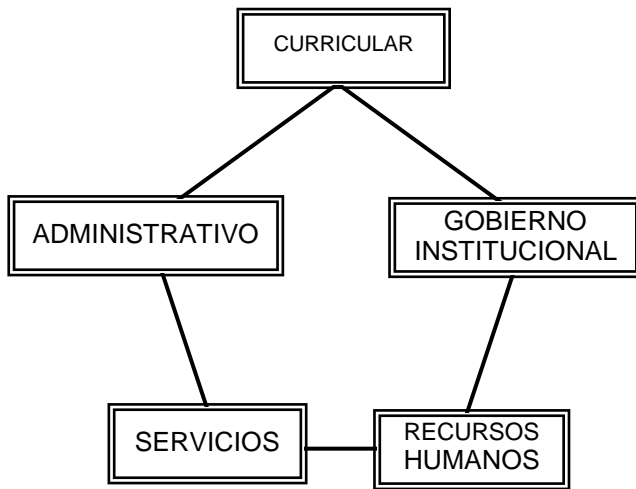 CURRICULAR
ADMINISTRATIVO
GOBIERNO
INSTITUCIONAL
SERVICIOS
RECURSOS
HUMANOS